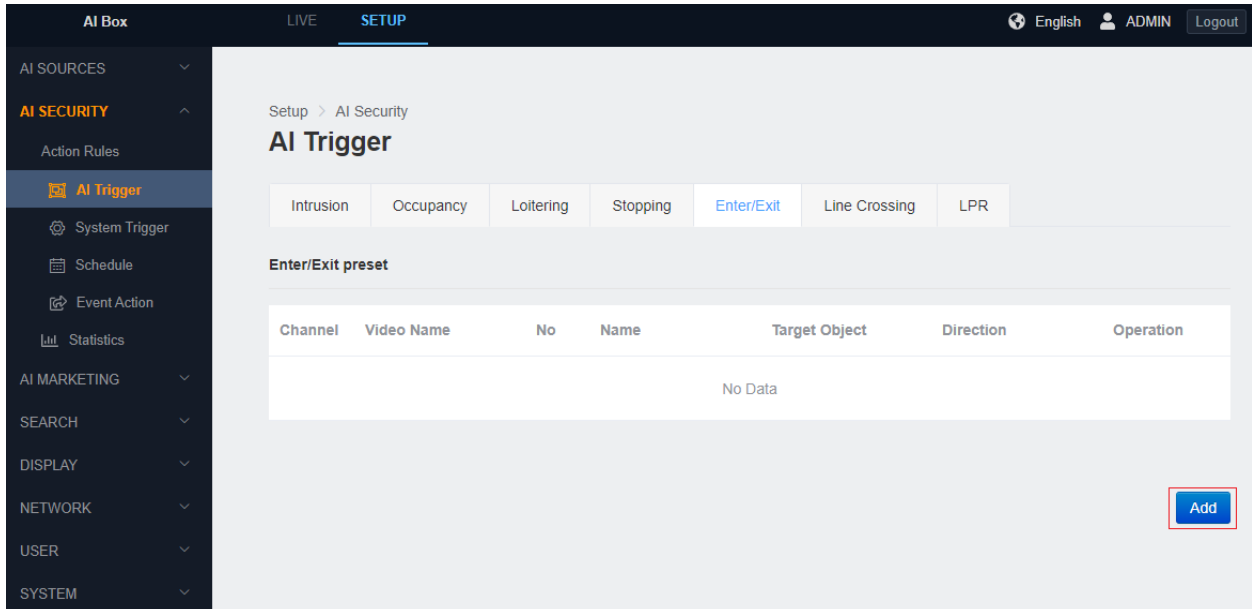 AI Box LIVE SETUP English ADMIN Logout
AI SOURCES
AI SECURITY
Action Rules
AI Trigger
System Trigger
Schedule
Event Action
Statistics
AI MARKETING
SEARCH
DISPLAY
NETWORK
USER
SYSTEM
Setup > AI Security
AI Trigger
Intrusion Occupancy Loitering Stopping Enter/Exit Line Crossing LPR
Enter/Exit preset
Channel Video Name No Name Target Object Direction Operation
No Data
Add